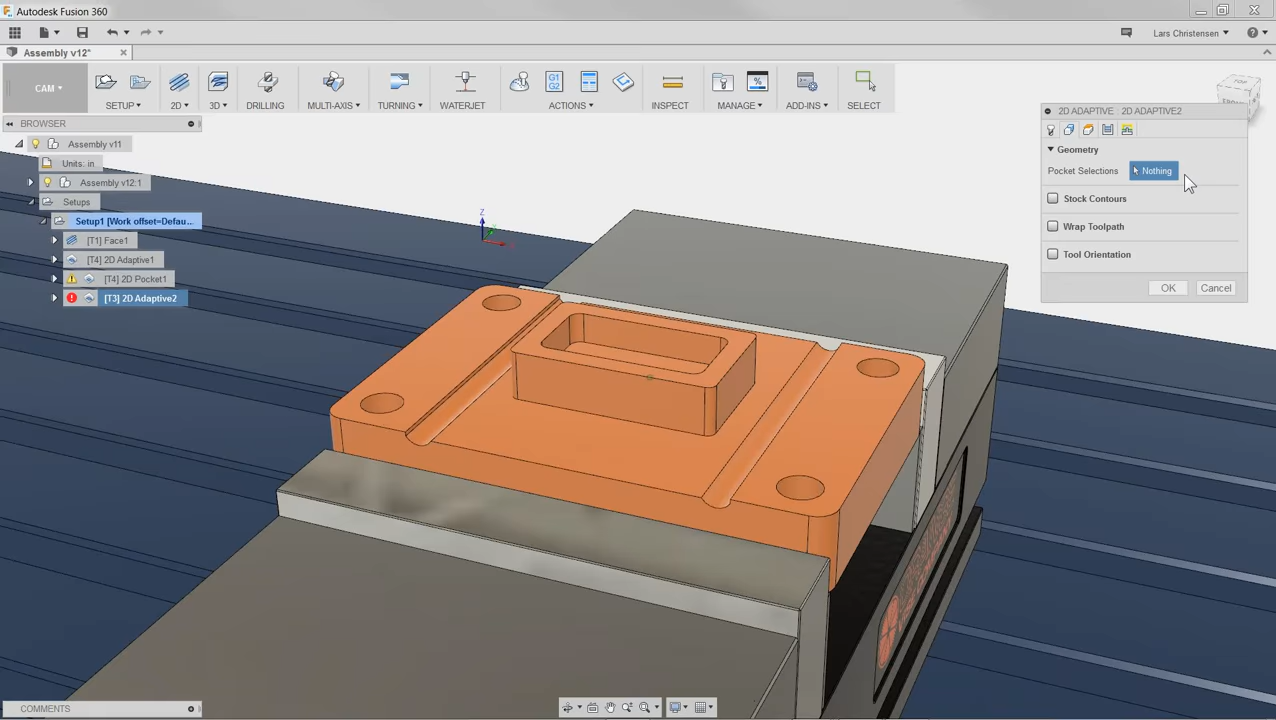 Autodesk Fusion 360
Lars Christensen
Assembly v12*
CAM
SETUP
2D
3D
DRILLING
MULTI-AXIS
TURNING
WATERJET
G1
G2
ACTIONS
INSPECT
MANAGE
ADD-INS
SELECT
TOP
BROWSER
Assembly v11
Units: in
Assembly v12:1
Setups
Setup1 [Work offset=Defau...
[T1] Face1
[T4] 2D Adaptive1
[T4] 2D Pocket1
[T3] 2D Adaptive2
Z
2D ADAPTIVE : 2D ADAPTIVE2
Geometry
Pocket Selections
Nothing
Stock Contours
Wrap Toolpath
Tool Orientation
OK
Cancel
COMMENTS